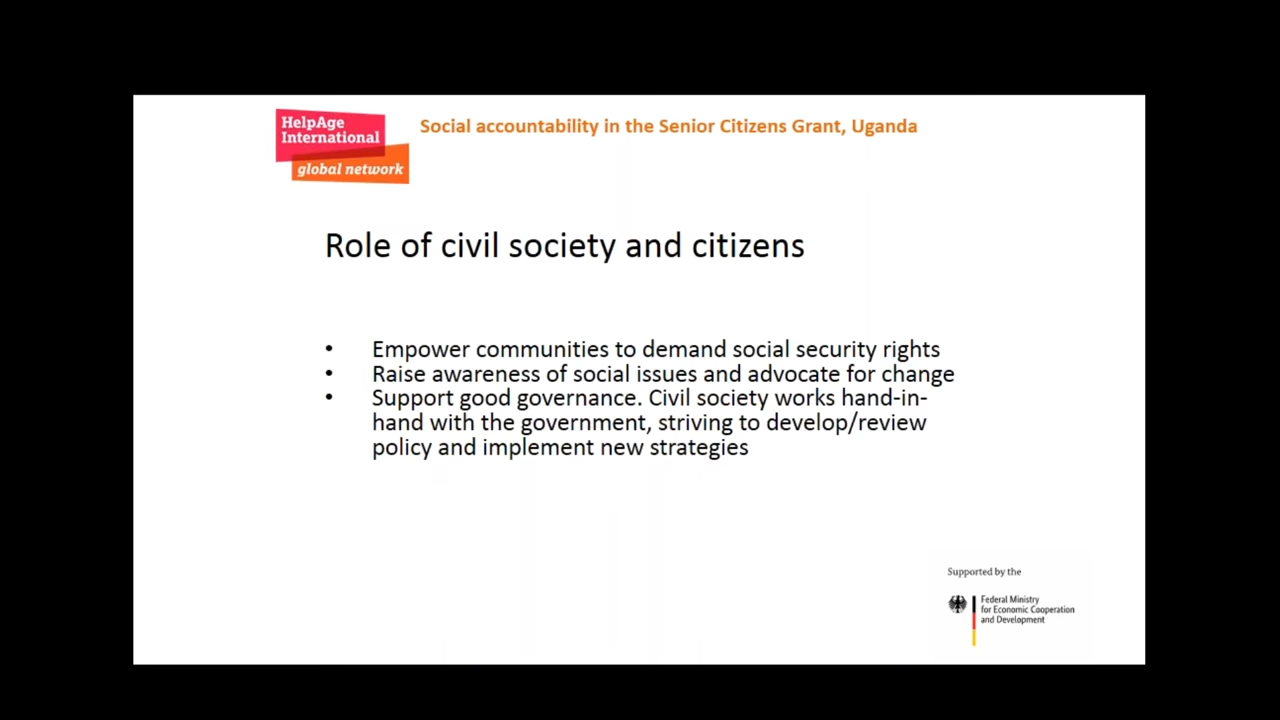 HelpAge
International
global network
Social accountability in the Senior Citizens Grant, Uganda
Role of civil society and citizens
• Empower communities to demand social security rights
• Raise awareness of social issues and advocate for change
• Support good governance. Civil society works hand-in-
hand with the government, striving to develop/review
policy and implement new strategies
Supported by the
Federal Ministry
for Economic Cooperation
and Development